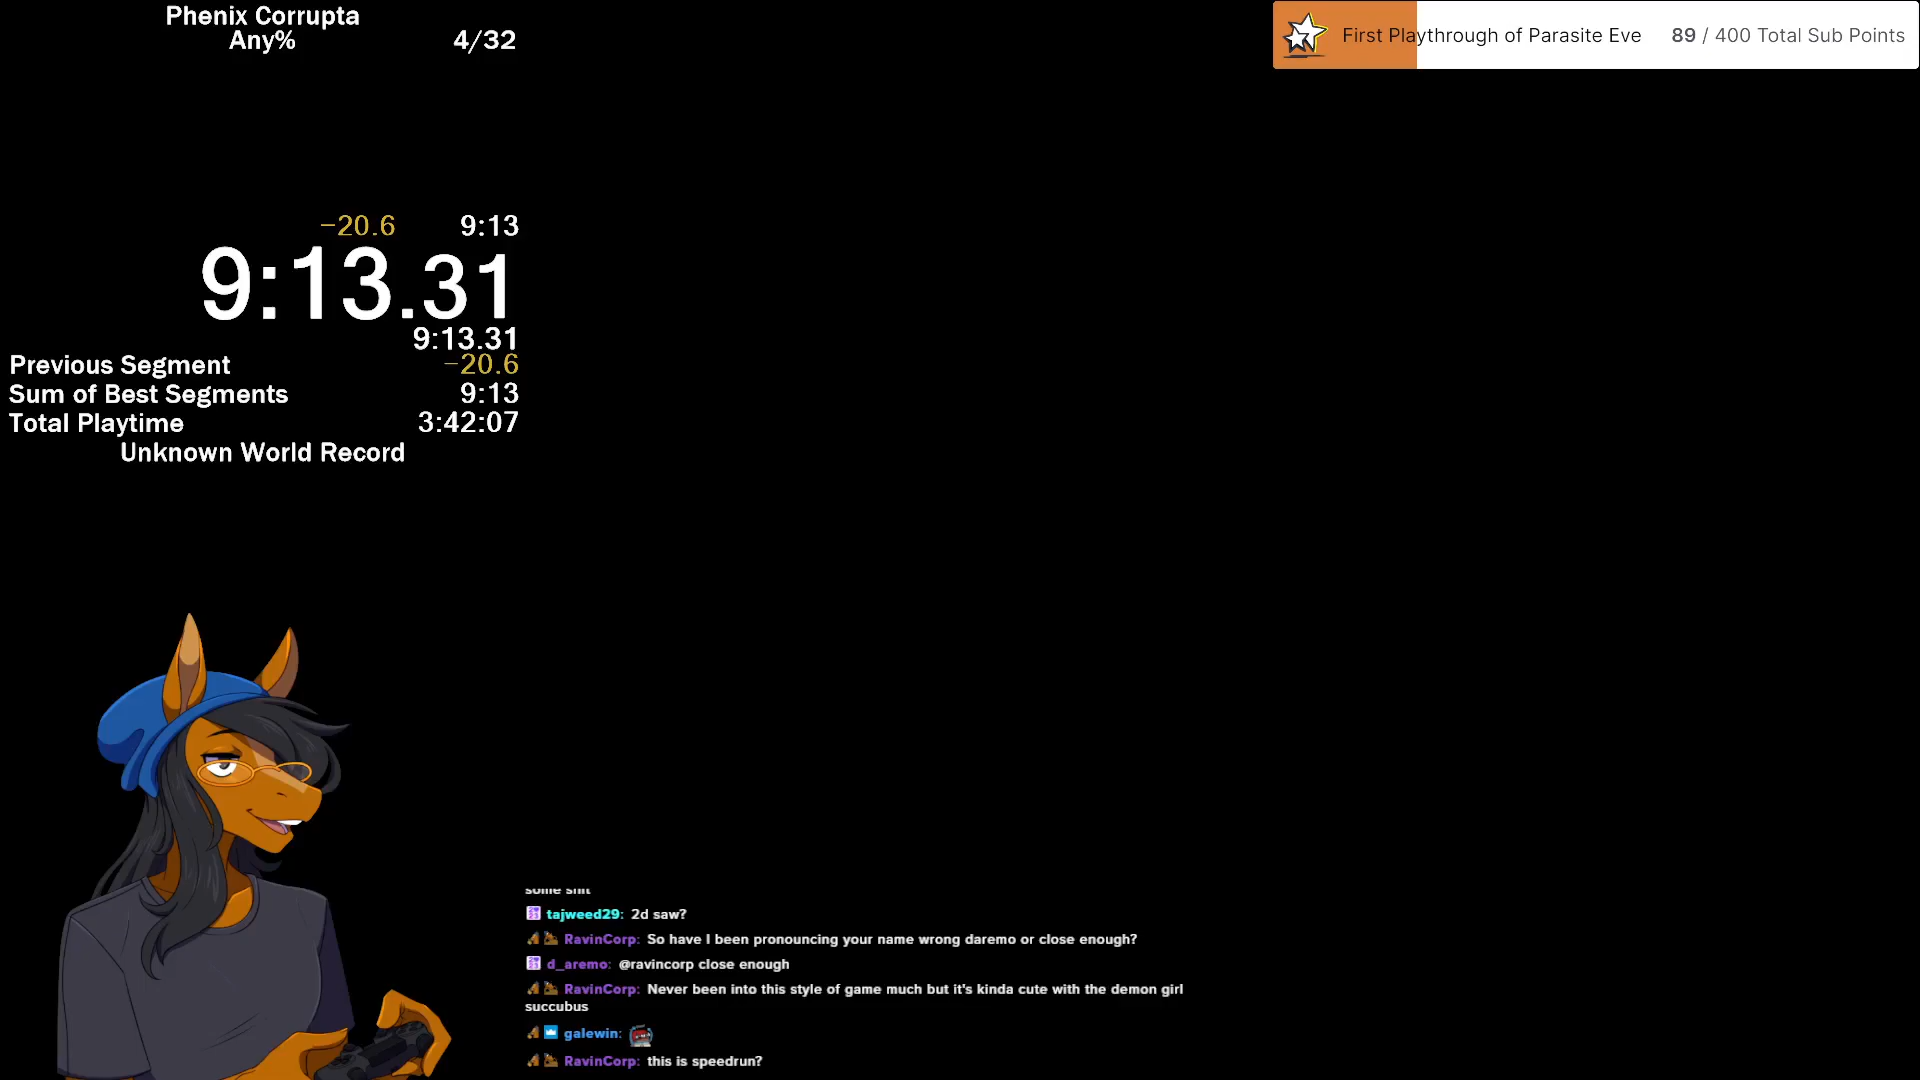 Phenix Corrupta
Any% 4/32
First Playthrough of Parasite Eve 89 / 400 Total Sub Points
−20.6 9:13
9:13.31
9:13.31
Previous Segment −20.6
Sum of Best Segments 9:13
Total Playtime 3:42:07
Unknown World Record
some shit
tajweed29: 2d saw?
RavinCorp: So have I been pronouncing your name wrong daremo or close enough?
d_aremo: @ravincorp close enough
RavinCorp: Never been into this style of game much but it's kinda cute with the demon girl
succubus
galewin:
RavinCorp: this is speedrun?